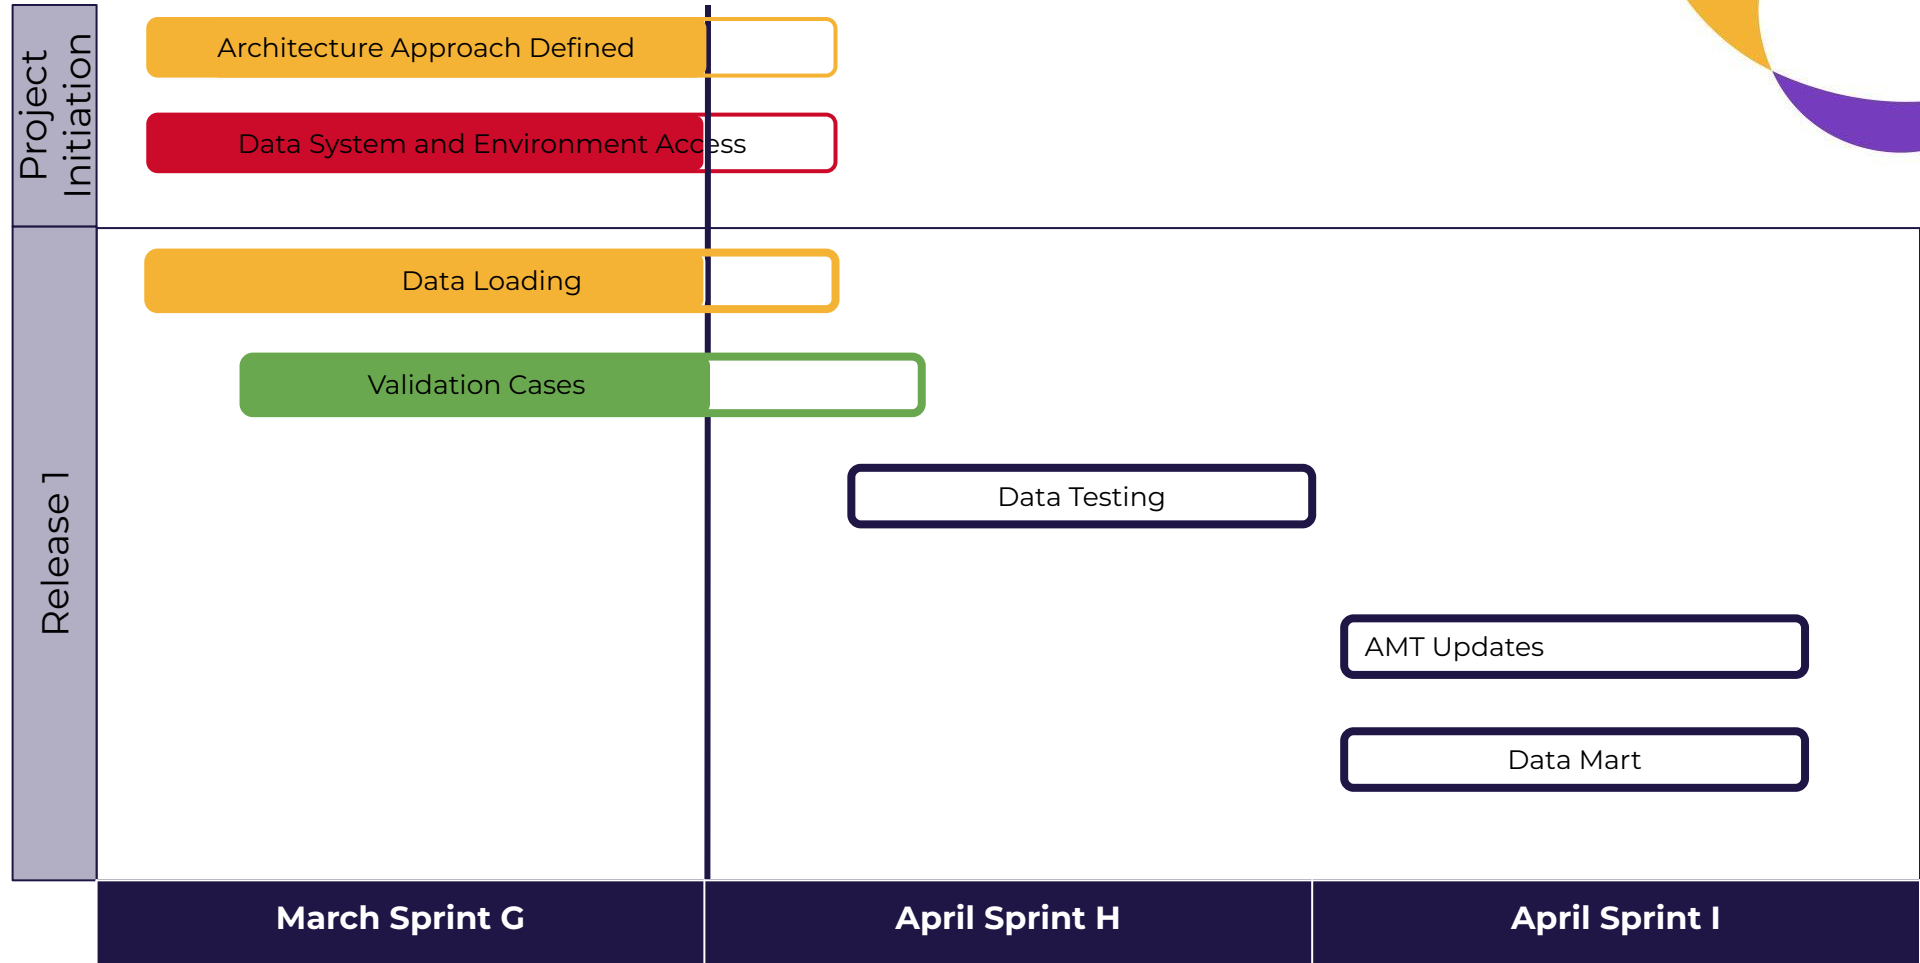 Project
Initiation
Architecture Approach Defined
Data System and Environment Access
Release 1
Data Loading
Validation Cases
Data Testing
AMT Updates
Data Mart
March Sprint G
April Sprint H
April Sprint I